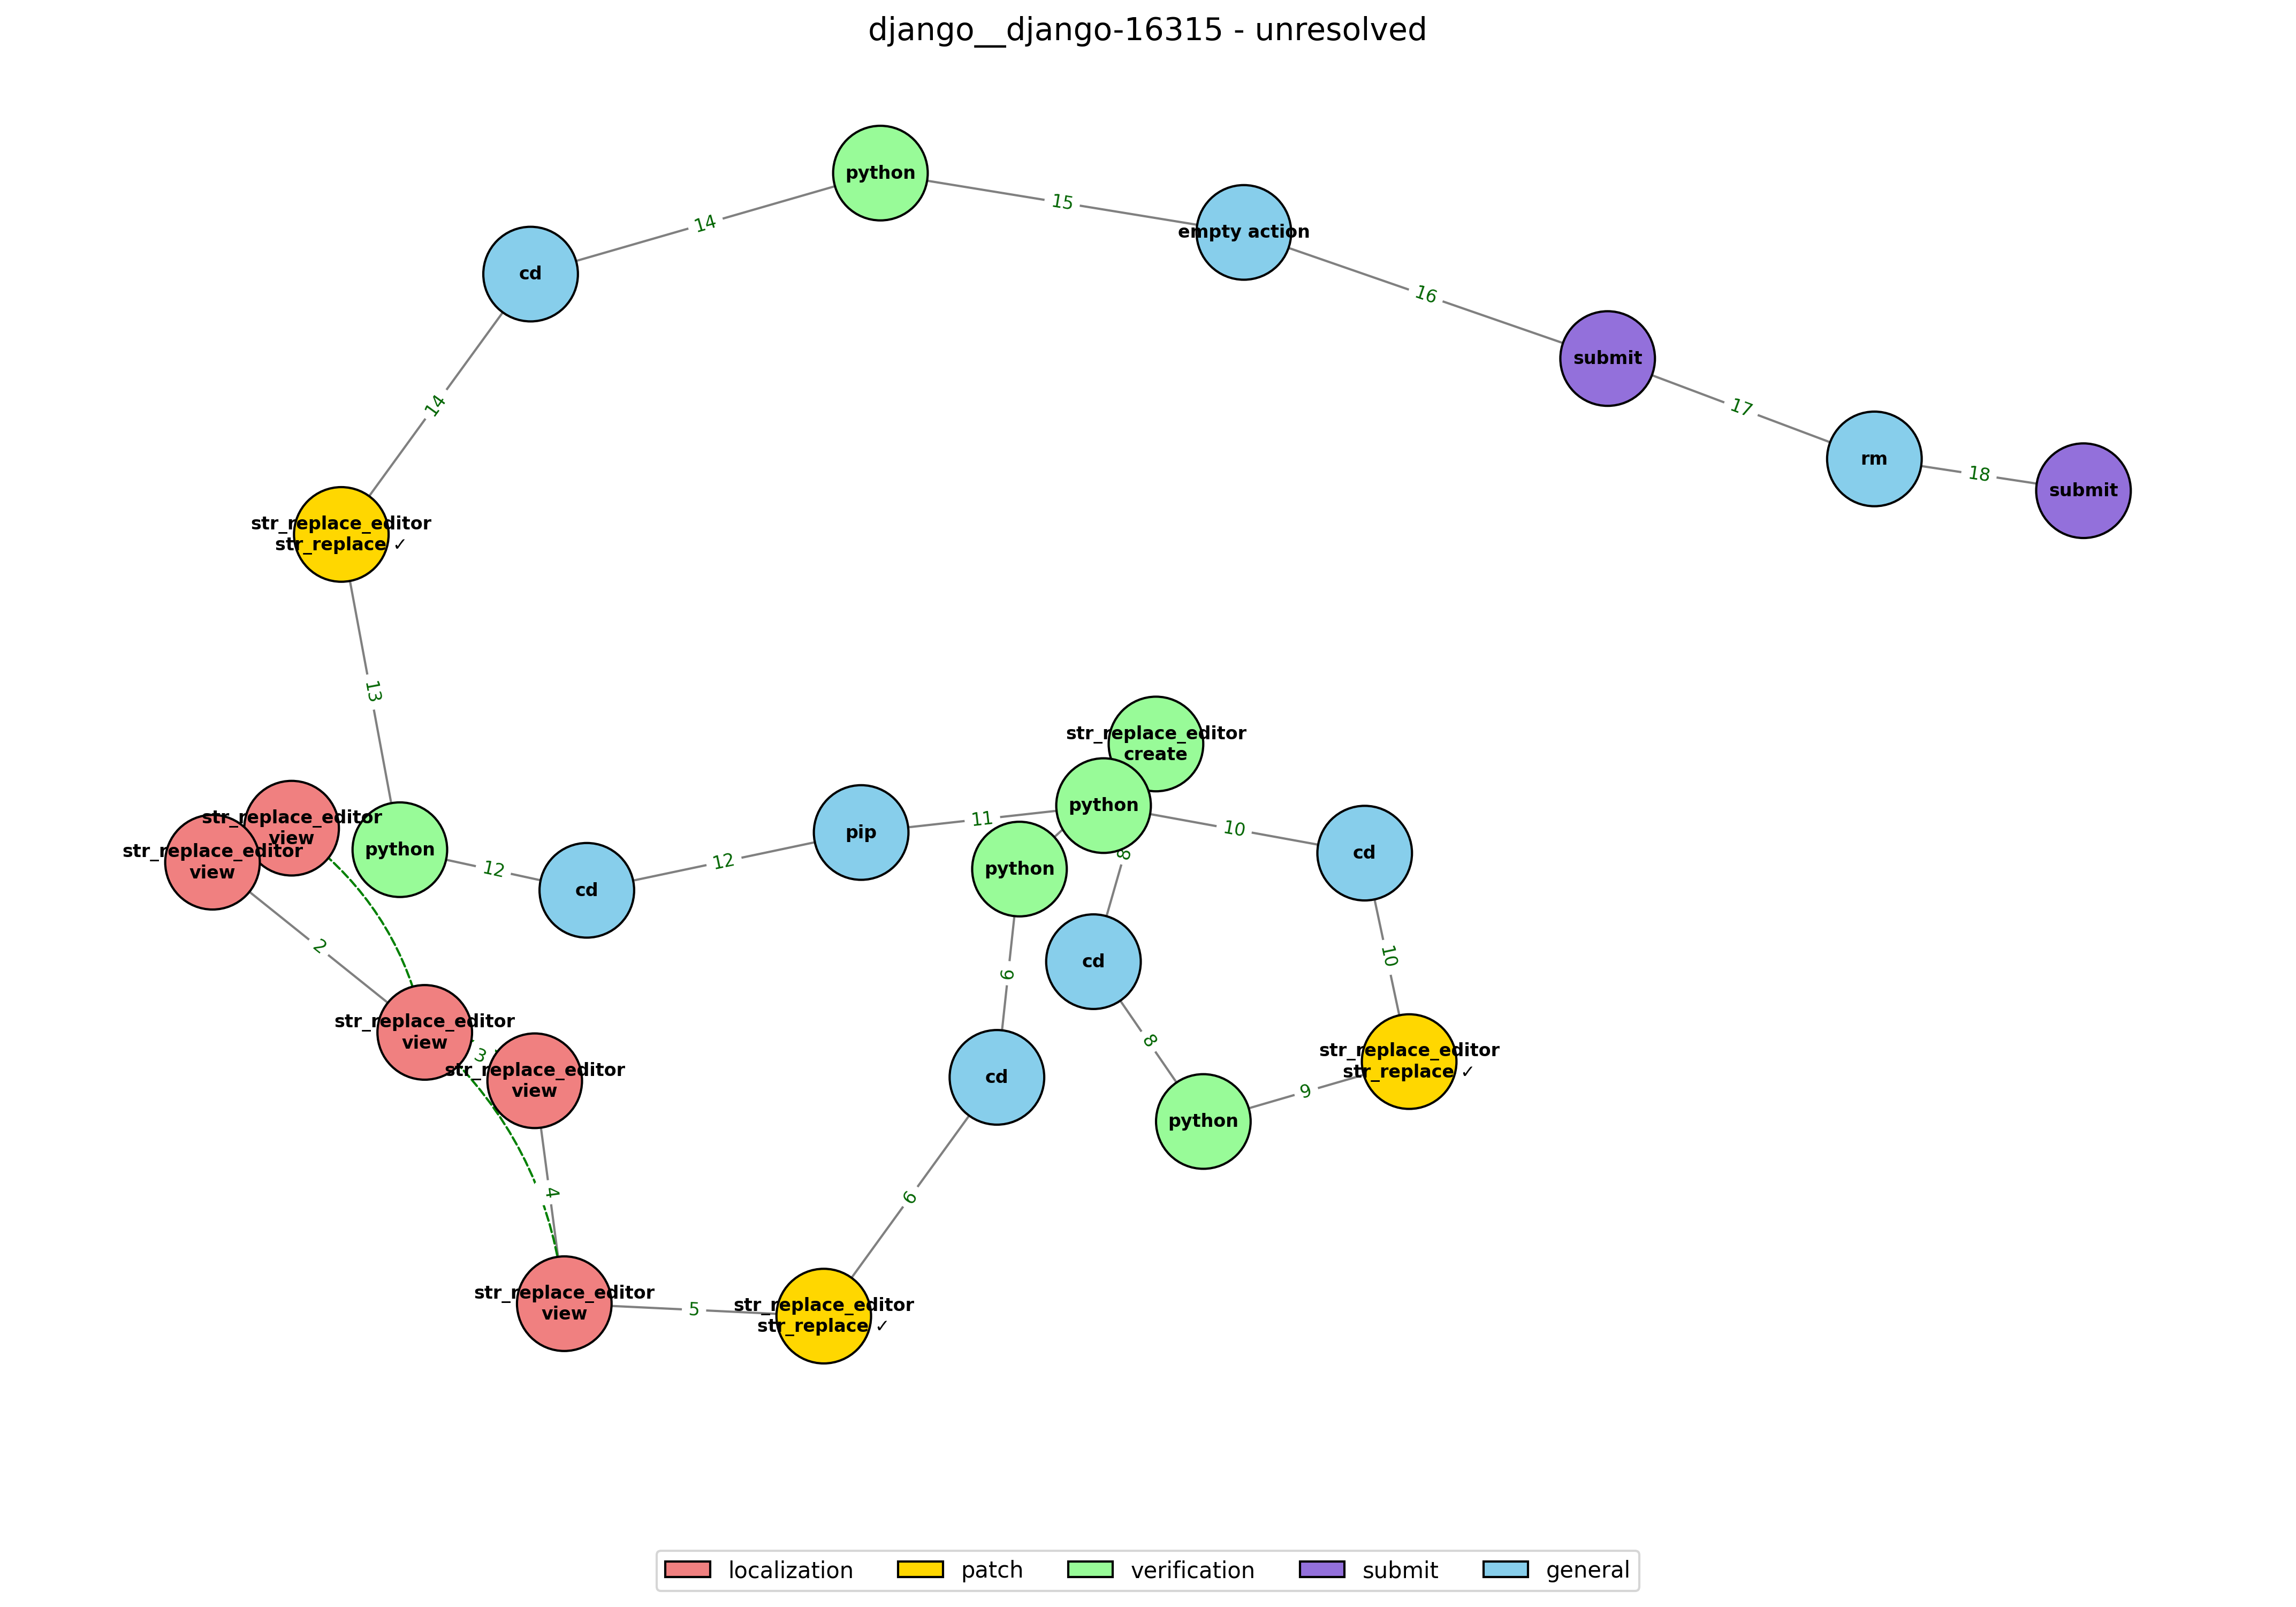 django__django-16315 - unresolved
python
15
empty action
14
cd
16
submit
17
rm
18
submit
14
str_replace_editor
str_replace ✓
13
str_replace_editor
create
python
11
pip
10
cd
str_replace_editor
view
str_replace_editor
view
python
12
cd
12
python
8
2
cd
9
10
str_replace_editor
view
3
str_replace_editor
view
cd
8
str_replace_editor
str_replace ✓
9
python
4
6
str_replace_editor
view
5
str_replace_editor
str_replace ✓
localization
patch
verification
submit
general